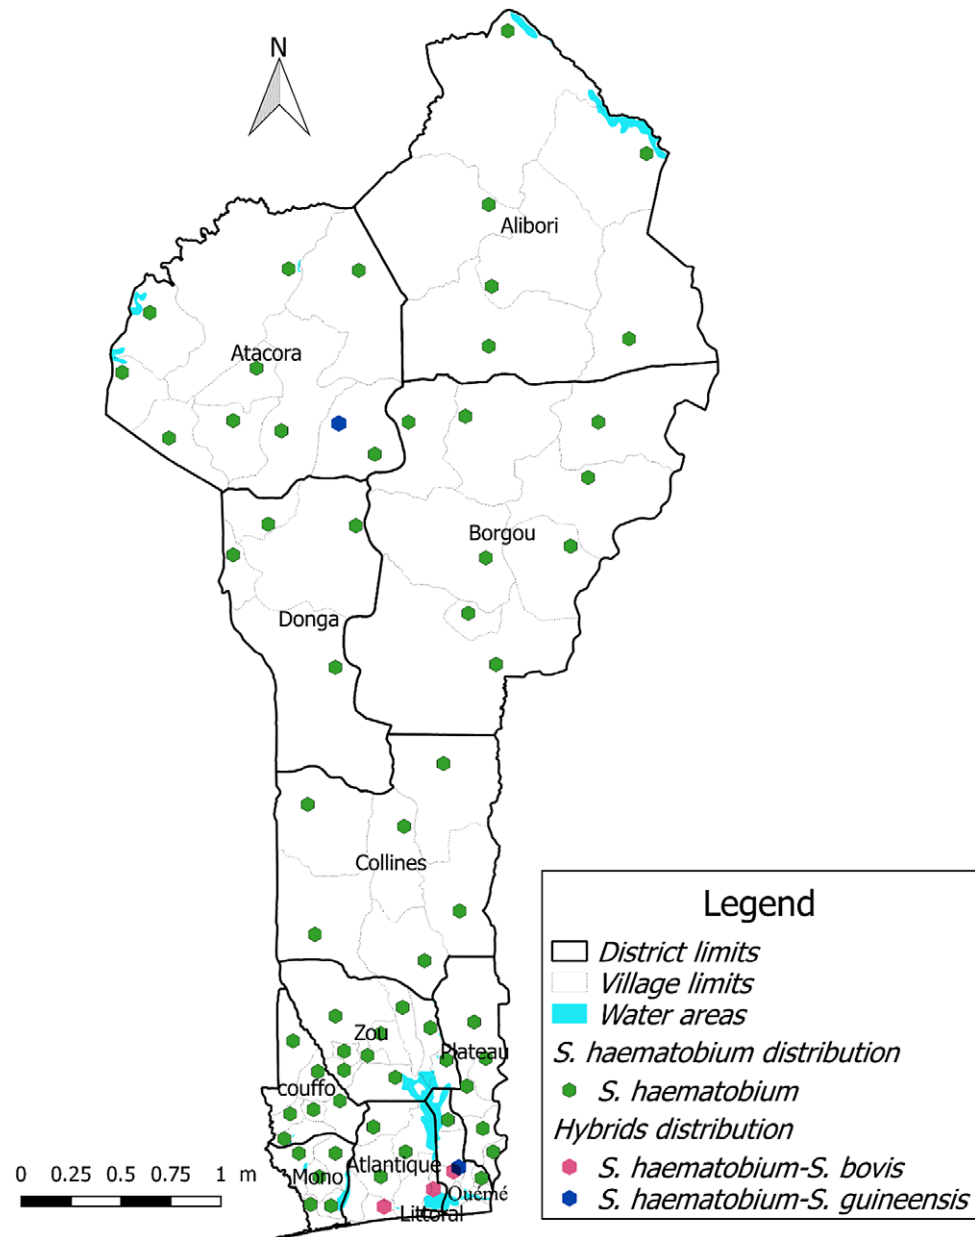 N
Alibori
Atacora
Borgou
Donga
Collines
Zou
Plateau
couffo
Atlantique
Mono
Ouémé
Littoral
0 0.25 0.5 0.75 1 m
Legend
District limits
Village limits
Water areas
S. haematobium distribution
S. haematobium
Hybrids distribution
S. haematobium-S. bovis
S. haematobium-S. guineensis